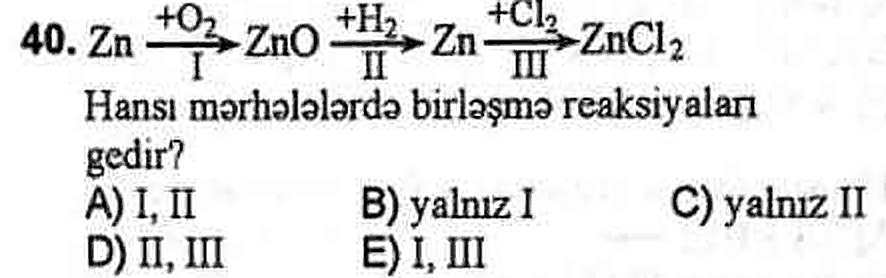 40. Zn +O₂ → I ZnO +H₂ → II Zn +Cl₂ → III ZnCl₂
Hansı mərhələlərdə birləşmə reaksiyaları
gedir?
A) I, II B) yalnız I C) yalnız II
D) II, III E) I, III